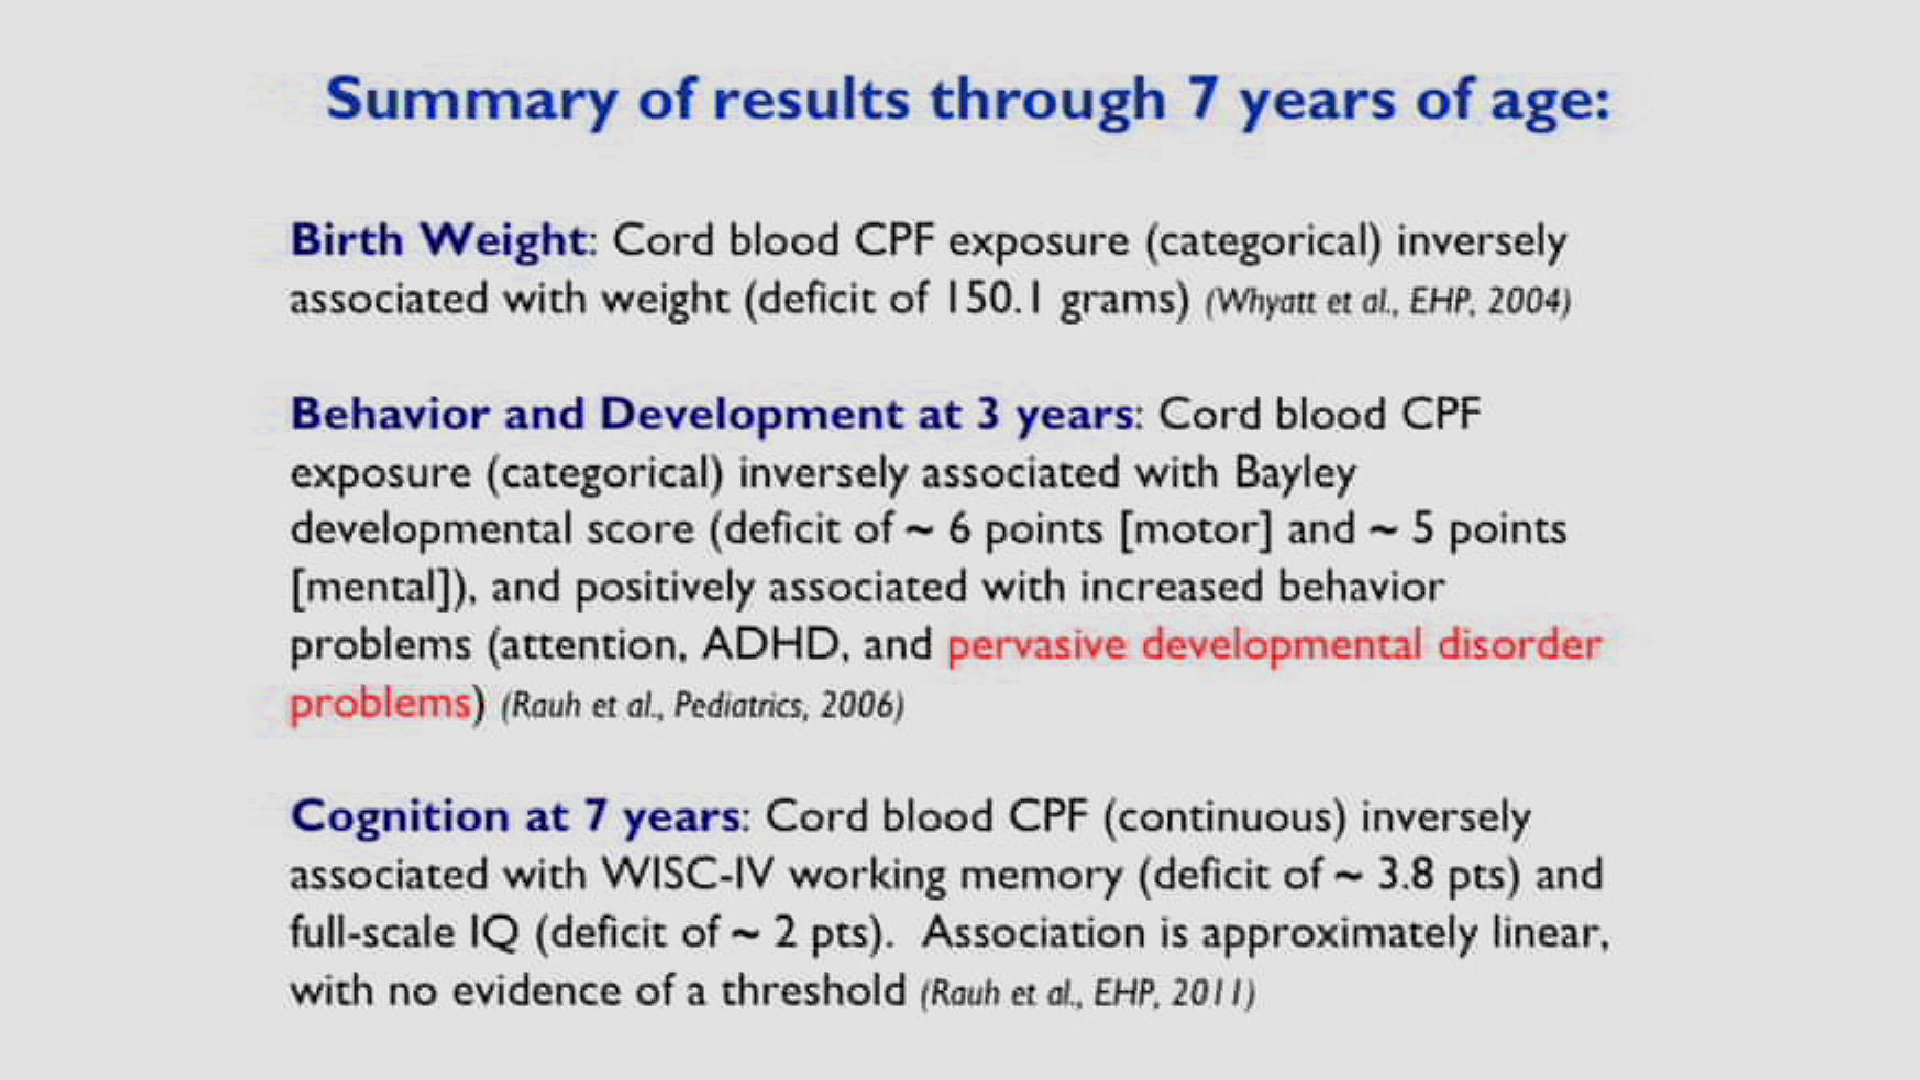 Summary of results through 7 years of age:
Birth Weight: Cord blood CPF exposure (categorical) inversely
associated with weight (deficit of 150.1 grams) (Whyatt et al., EHP, 2004)
Behavior and Development at 3 years: Cord blood CPF
exposure (categorical) inversely associated with Bayley
developmental score (deficit of ~ 6 points [motor] and ~ 5 points
[mental]), and positively associated with increased behavior
problems (attention, ADHD, and pervasive developmental disorder
problems) (Rauh et al., Pediatrics, 2006)
Cognition at 7 years: Cord blood CPF (continuous) inversely
associated with WISC-IV working memory (deficit of ~ 3.8 pts) and
full-scale IQ (deficit of ~ 2 pts). Association is approximately linear,
with no evidence of a threshold (Rauh et al., EHP, 2011)